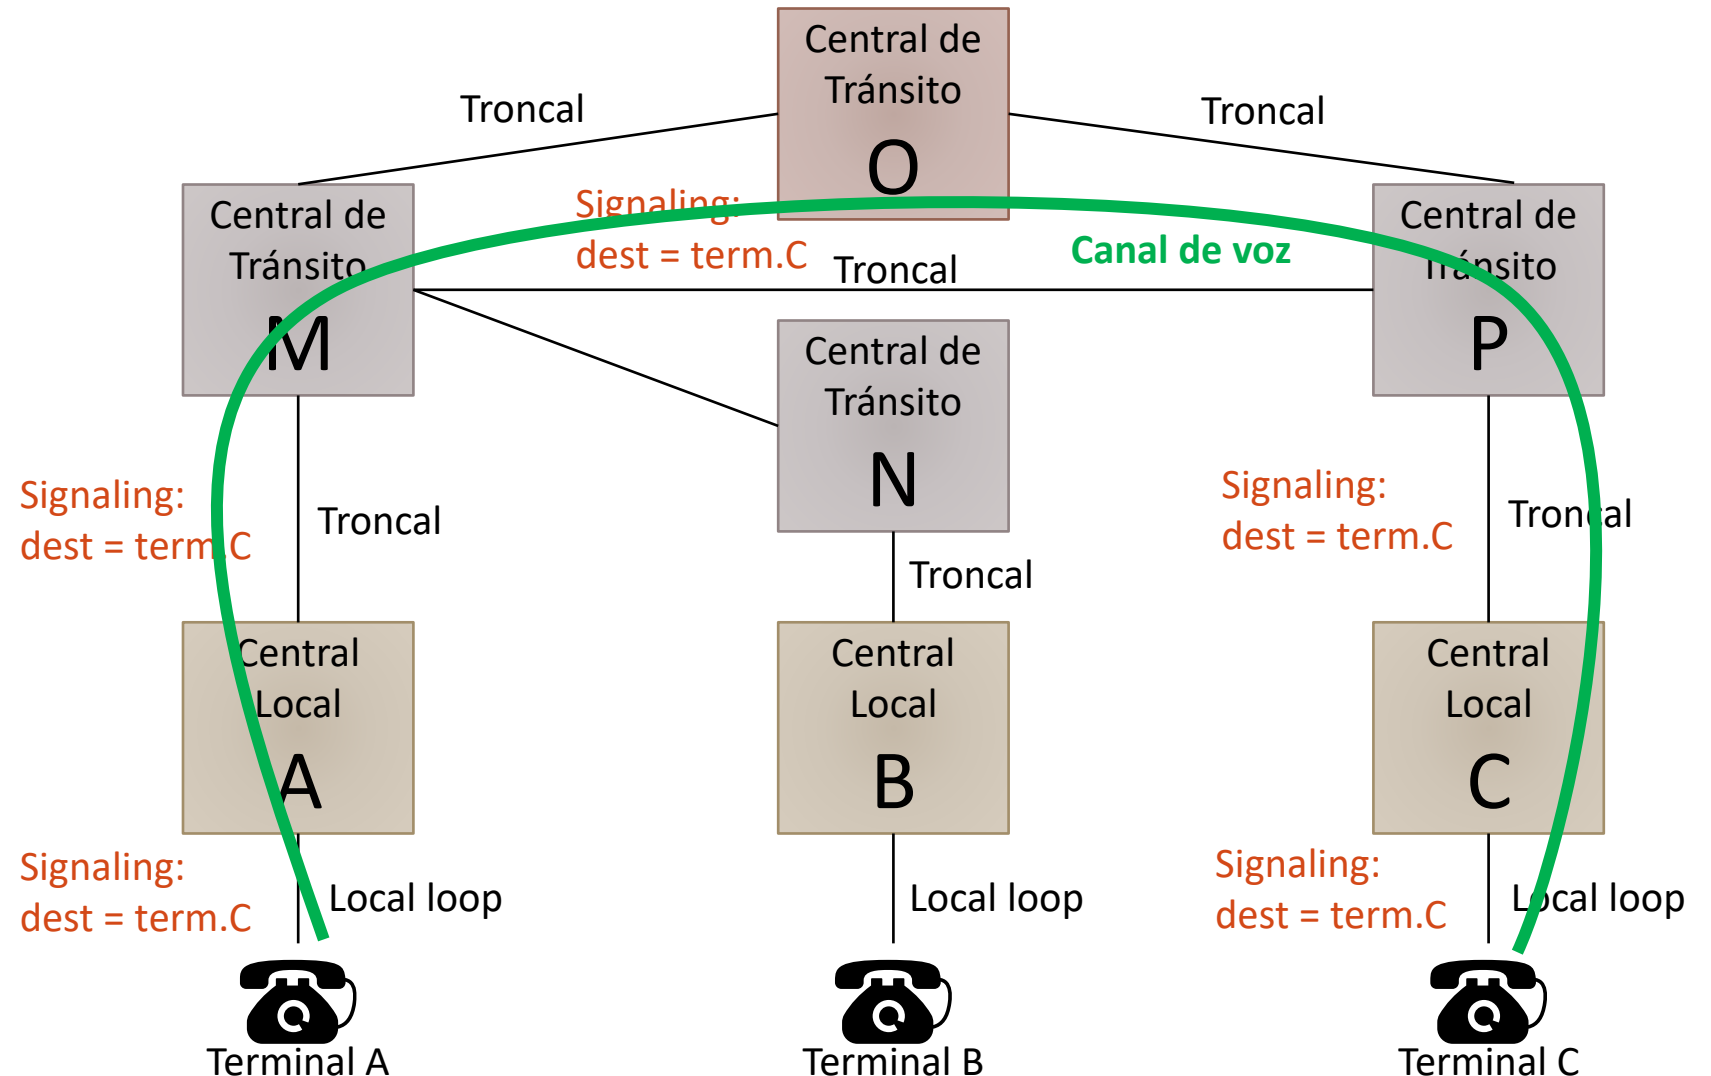 Central de
Tránsito
O
Troncal
Troncal
Central de
Tránsito
M
Signaling:
dest = term.C
Canal de voz
Troncal
Central de
Tránsito
P
Central de
Tránsito
N
Signaling:
dest = term.C
Troncal
Signaling:
dest = term.C
Troncal
Troncal
Central
Local
A
Central
Local
B
Central
Local
C
Signaling:
dest = term.C
Local loop
Local loop
Signaling:
dest = term.C
Local loop
Terminal A
Terminal B
Terminal C